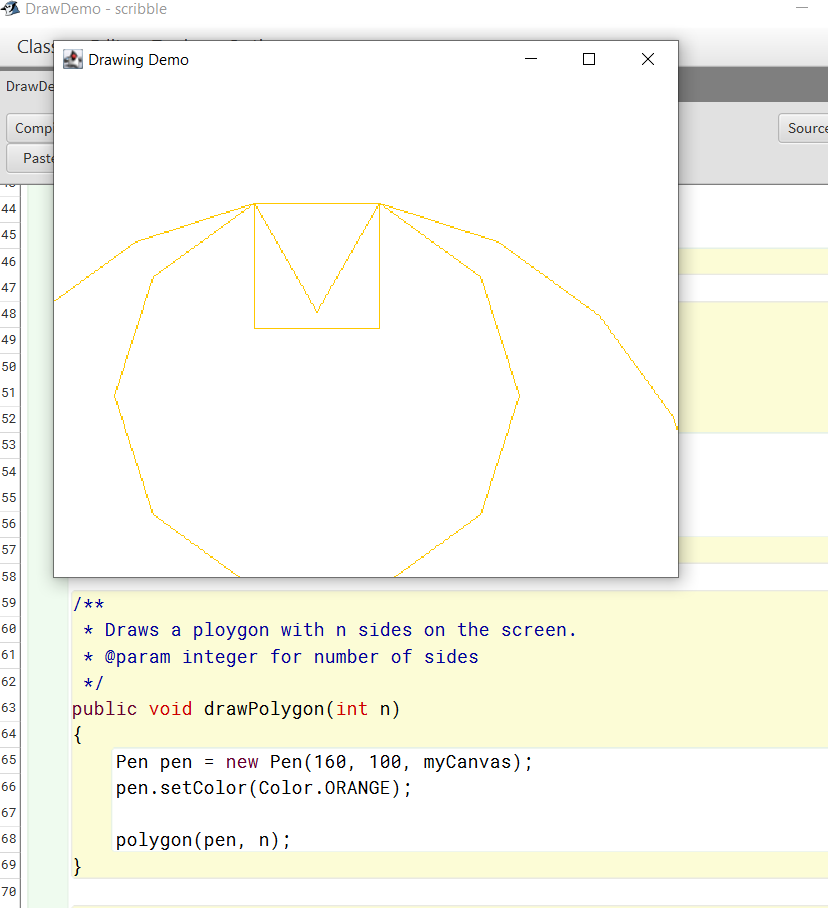 DrawDemo - scribble
Class
Drawing Demo
DrawDe
Compi
Source
Paste
44
45
46
47
48
49
50
51
52
53
54
55
56
57
58
59 /**
60 * Draws a ploygon with n sides on the screen.
61 * @param integer for number of sides
62 */
63 public void drawPolygon(int n)
64 {
65 Pen pen = new Pen(160, 100, myCanvas);
66 pen.setColor(Color.ORANGE);
67
68 polygon(pen, n);
69 }
70